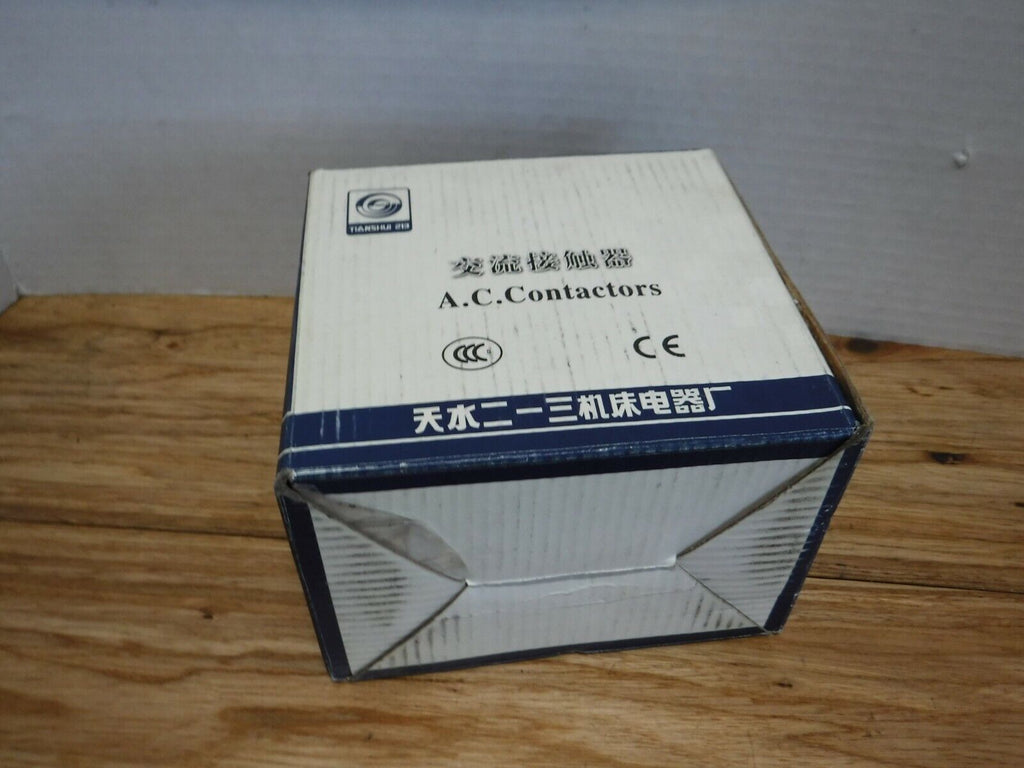 TIANSHUI 213
交流接触器
A.C.Contactors
CCC
CE
天水二一三机床电器厂